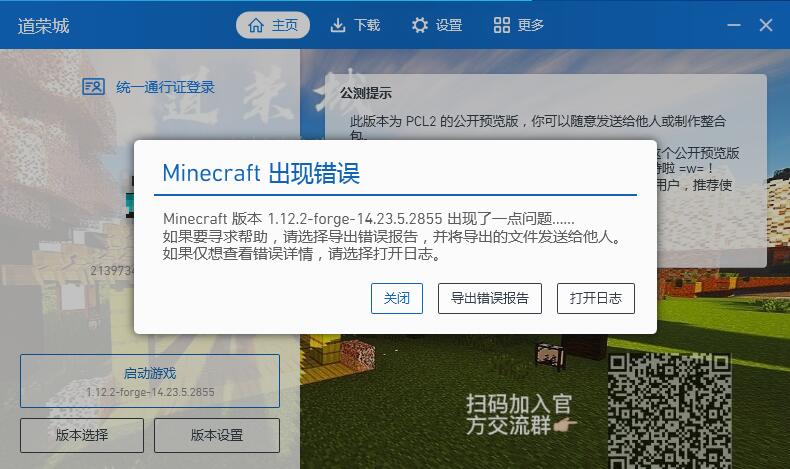 道荣城
主页
下载
设置
更多
统一通行证登录
道荣城
公测提示
此版本为 PCL2 的公开预览版，你可以随意发送给他人或制作整合
包。
这个公开预览版
啦 =w=！
用户，推荐使
Minecraft 出现错误
Minecraft 版本 1.12.2-forge-14.23.5.2855 出现了一点问题......
如果要寻求帮助，请选择导出错误报告，并将导出的文件发送给他人。
如果仅想查看错误详情，请选择打开日志。
关闭
导出错误报告
打开日志
213973
启动游戏
1.12.2-forge-14.23.5.2855
版本选择
版本设置
扫码加入官
方交流群